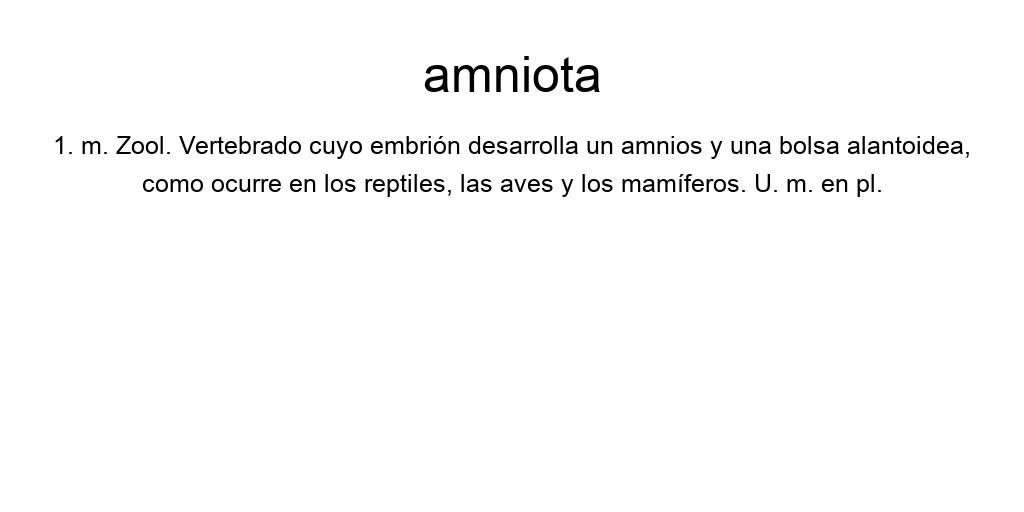 amniota
1. m. Zool. Vertebrado cuyo embrión desarrolla un amnios y una bolsa alantoidea,
como ocurre en los reptiles, las aves y los mamíferos. U. m. en pl.